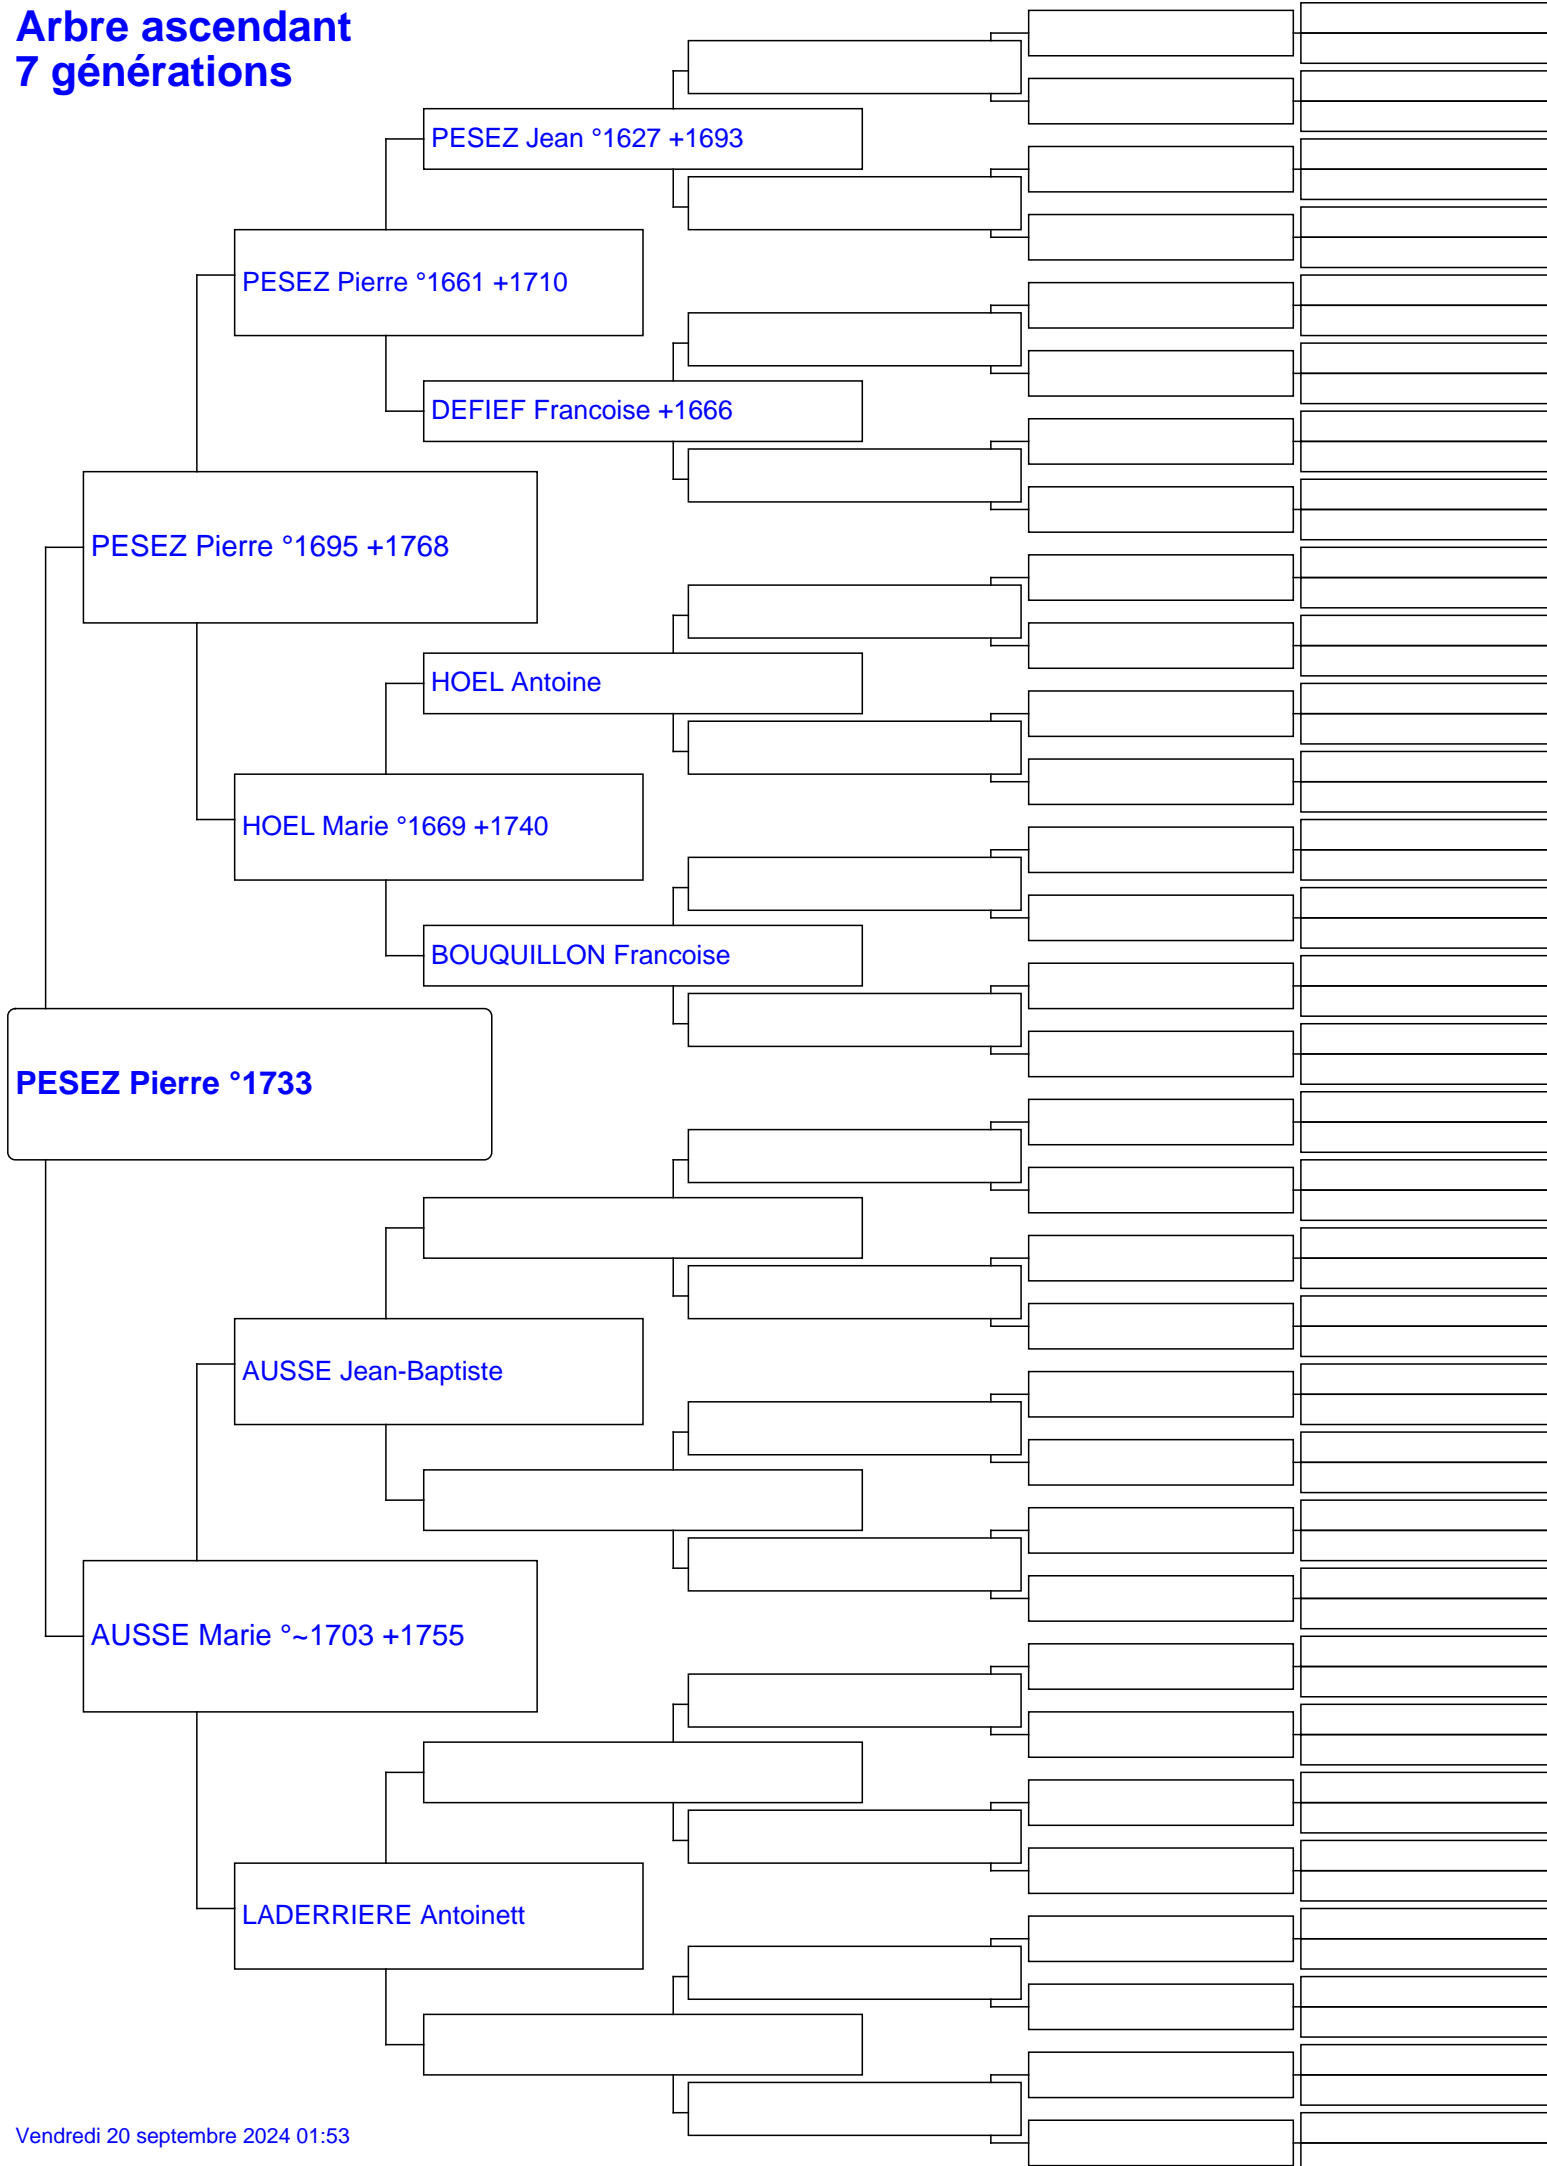 Arbre ascendant
7 générations
PESEZ Jean °1627 +1693
PESEZ Pierre °1661 +1710
DEFIEF Francoise +1666
PESEZ Pierre °1695 +1768
HOEL Antoine
HOEL Marie °1669 +1740
BOUQUILLON Francoise
PESEZ Pierre °1733
AUSSE Jean-Baptiste
AUSSE Marie °~1703 +1755
LADERRIERE Antoinett
Vendredi 20 septembre 2024 01:53